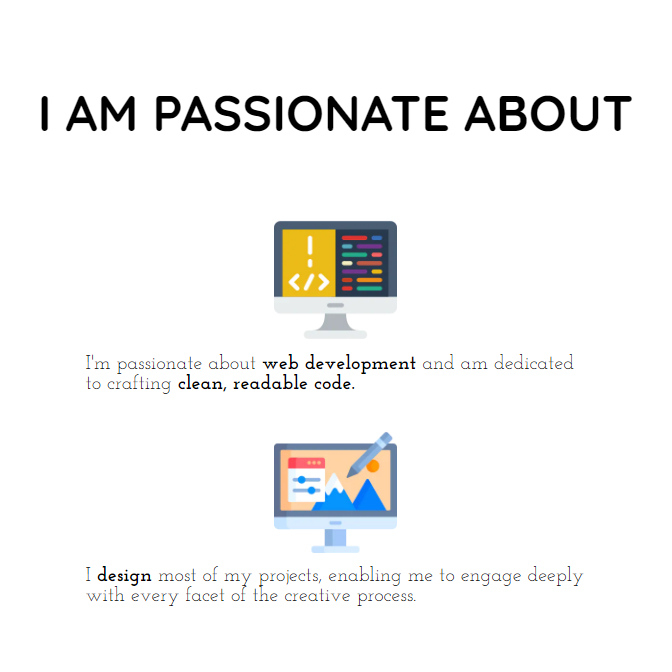 I AM PASSIONATE ABOUT
! </>
I'm passionate about web development and am dedicated
to crafting clean, readable code.
I design most of my projects, enabling me to engage deeply
with every facet of the creative process.